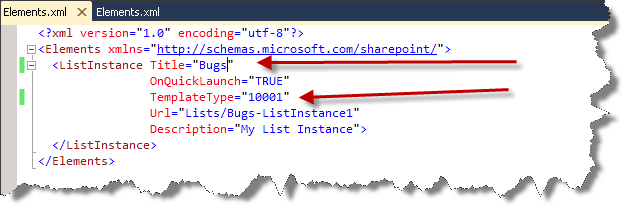 Elements.xml Elements.xml
<?xml version="1.0" encoding="utf-8"?>
<Elements xmlns="http://schemas.microsoft.com/sharepoint/">
<ListInstance Title="Bugs"
OnQuickLaunch="TRUE"
TemplateType="10001"
Url="Lists/Bugs-ListInstance1"
Description="My List Instance">
</ListInstance>
</Elements>